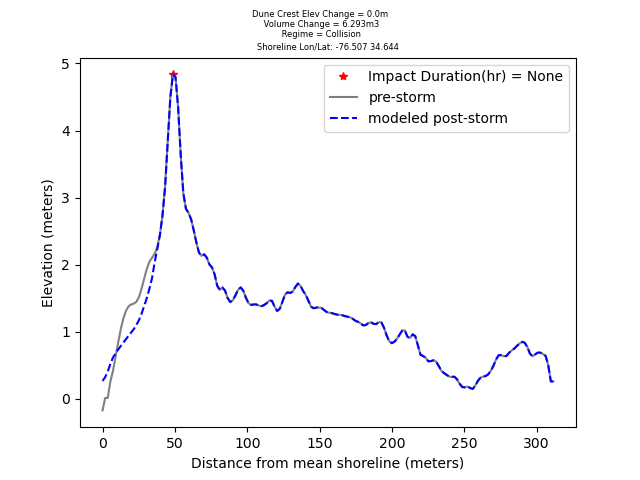 Dune Crest Elev Change = 0.0m
Volume Change = 6.293m3
Regime = Collision
Shoreline Lon/Lat: -76.507 34.644
Impact Duration(hr) = None
pre-storm
modeled post-storm
Elevation (meters)
5
4
3
2
1
0
0 50 100 150 200 250 300
Distance from mean shoreline (meters)